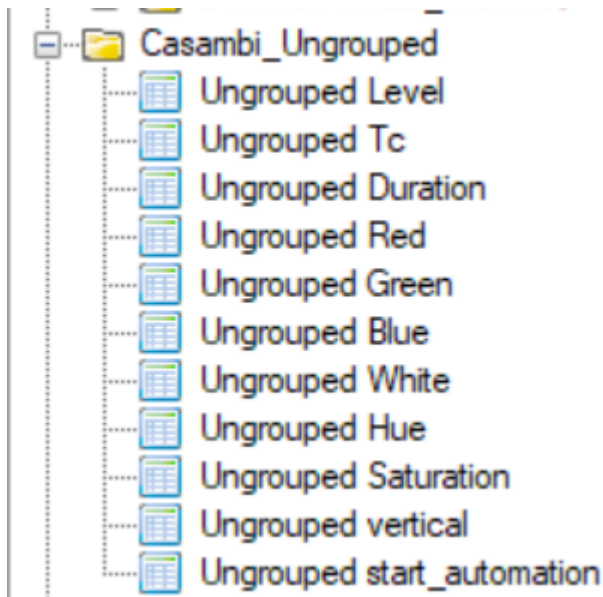 Casambi_Ungrouped
Ungrouped Level
Ungrouped Tc
Ungrouped Duration
Ungrouped Red
Ungrouped Green
Ungrouped Blue
Ungrouped White
Ungrouped Hue
Ungrouped Saturation
Ungrouped vertical
Ungrouped start_automation